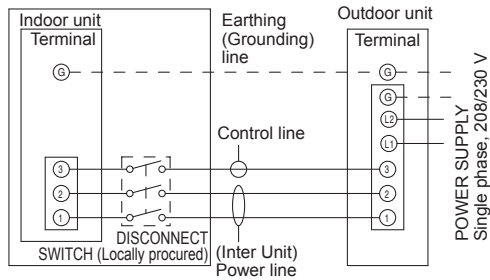 Indoor unit
Terminal
G
Earthing
(Grounding)
line
Outdoor unit
Terminal
G
G
L2
L1
POWER SUPPLY
Single phase, 208/230 V
Control line
3
2
1
3
2
1
DISCONNECT
SWITCH (Locally procured)
(Inter Unit)
Power line